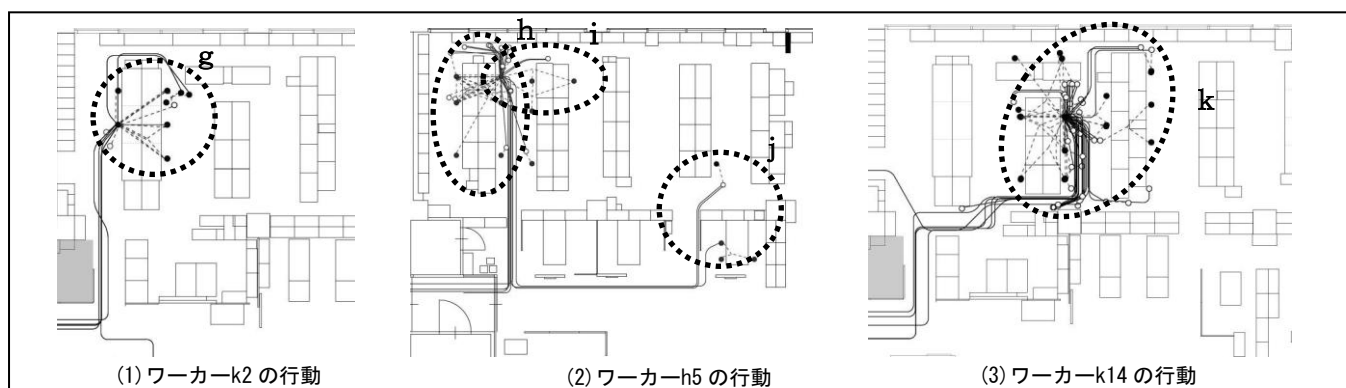 g
h
i
j
k
(1) ワーカーk2 の行動
(2) ワーカーh5 の行動
(3) ワーカーk14 の行動